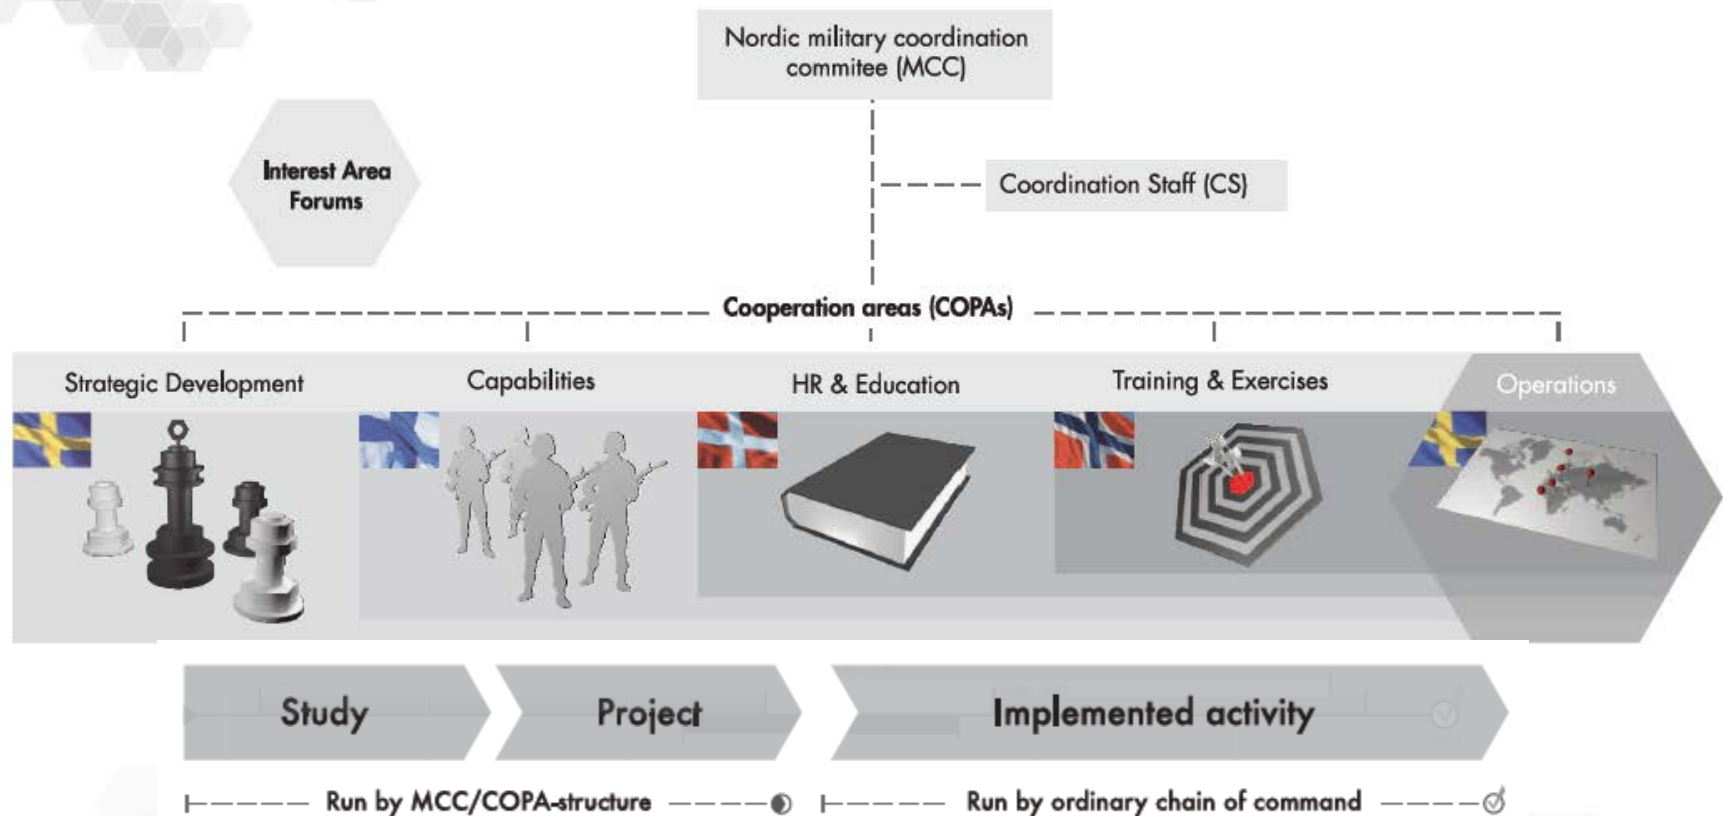 Nordic military coordination
commitee (MCC)
Interest Area
Forums
Coordination Staff (CS)
Cooperation areas (COPAs)
Strategic Development
Capabilities
HR & Education
Training & Exercises
Operations
Study
Project
Implemented activity
Run by MCC/COPA-structure
Run by ordinary chain of command